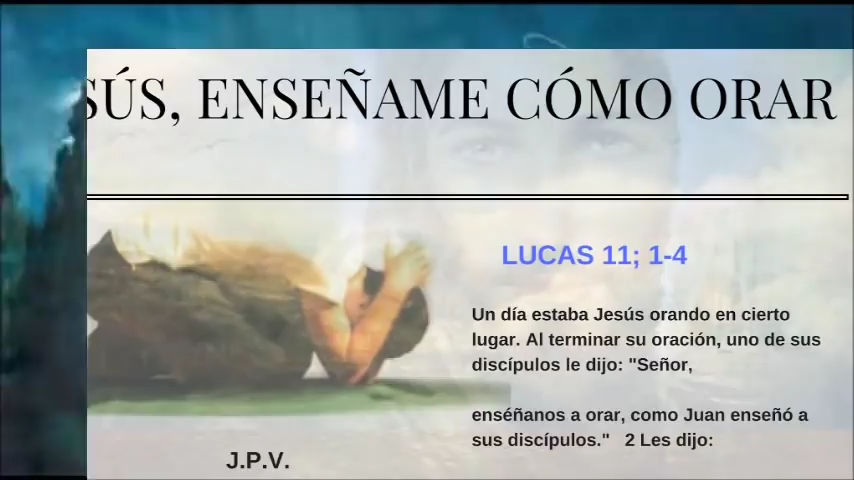 SÚS, ENSEÑAME CÓMO ORAR
LUCAS 11; 1-4
Un día estaba Jesús orando en cierto
lugar. Al terminar su oración, uno de sus
discípulos le dijo: "Señor,
enséñanos a orar, como Juan enseñó a
sus discípulos."   2 Les dijo:
J.P.V.